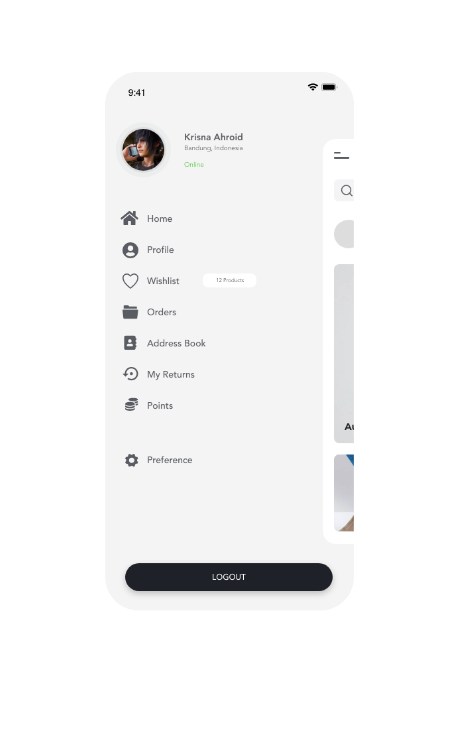 9:41
Krisna Ahroid
Bandung, Indonesia
Online
Home
Profile
Wishlist
12 Products
Orders
Address Book
My Returns
Points
Au
Preference
LOGOUT